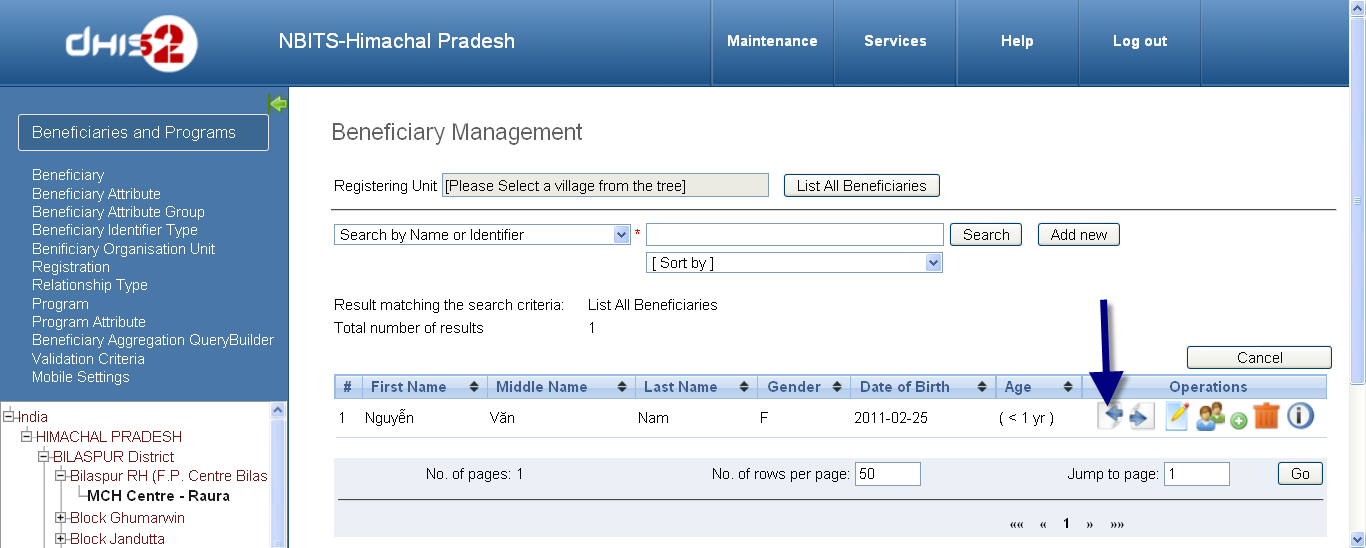 dHIS2
NBITS-Himachal Pradesh
Maintenance
Services
Help
Log out
Beneficiaries and Programs
Beneficiary
Beneficiary Attribute
Beneficiary Attribute Group
Beneficiary Identifier Type
Benificiary Organisation Unit
Registration
Relationship Type
Program
Program Attribute
Beneficiary Aggregation QueryBuilder
Validation Criteria
Mobile Settings
India
HIMACHAL PRADESH
BILASPUR District
Bilaspur RH (F.P. Centre Bilas
MCH Centre - Raura
Block Ghumarwin
Block Jandutta
Beneficiary Management
Registering Unit [Please Select a village from the tree] List All Beneficiaries
Search by Name or Identifier * Search Add new
[ Sort by ]
Result matching the search criteria: List All Beneficiaries
Total number of results 1
Cancel
# First Name Middle Name Last Name Gender Date of Birth Age Operations
1 Nguyễn Văn Nam F 2011-02-25 ( < 1 yr )
No. of pages: 1 No. of rows per page: 50 Jump to page: 1 Go
«« « 1 » »»